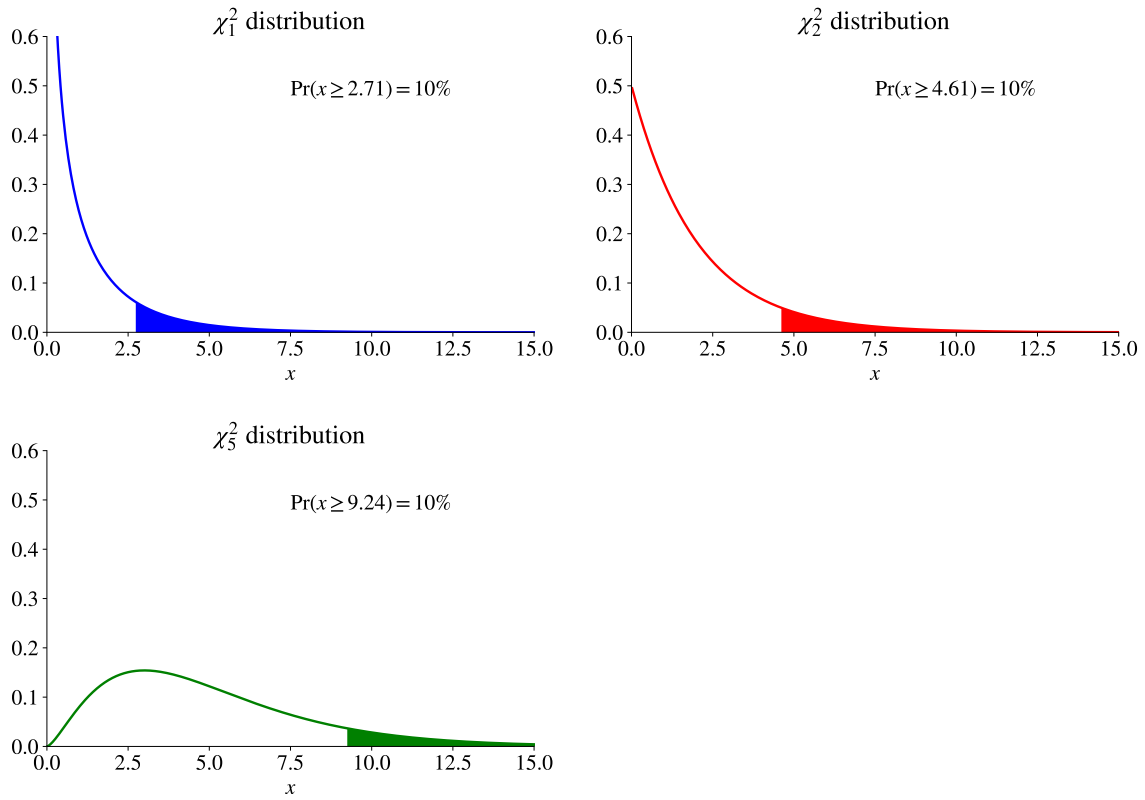 χ₁² distribution
0.6
0.5
0.4
0.3
0.2
0.1
0.0
Pr(x ≥ 2.71) = 10%
0.0 2.5 5.0 7.5 10.0 12.5 15.0
x
χ₂² distribution
0.6
0.5
0.4
0.3
0.2
0.1
0.0
Pr(x ≥ 4.61) = 10%
0.0 2.5 5.0 7.5 10.0 12.5 15.0
x
χ₅² distribution
0.6
0.5
0.4
0.3
0.2
0.1
0.0
Pr(x ≥ 9.24) = 10%
0.0 2.5 5.0 7.5 10.0 12.5 15.0
x